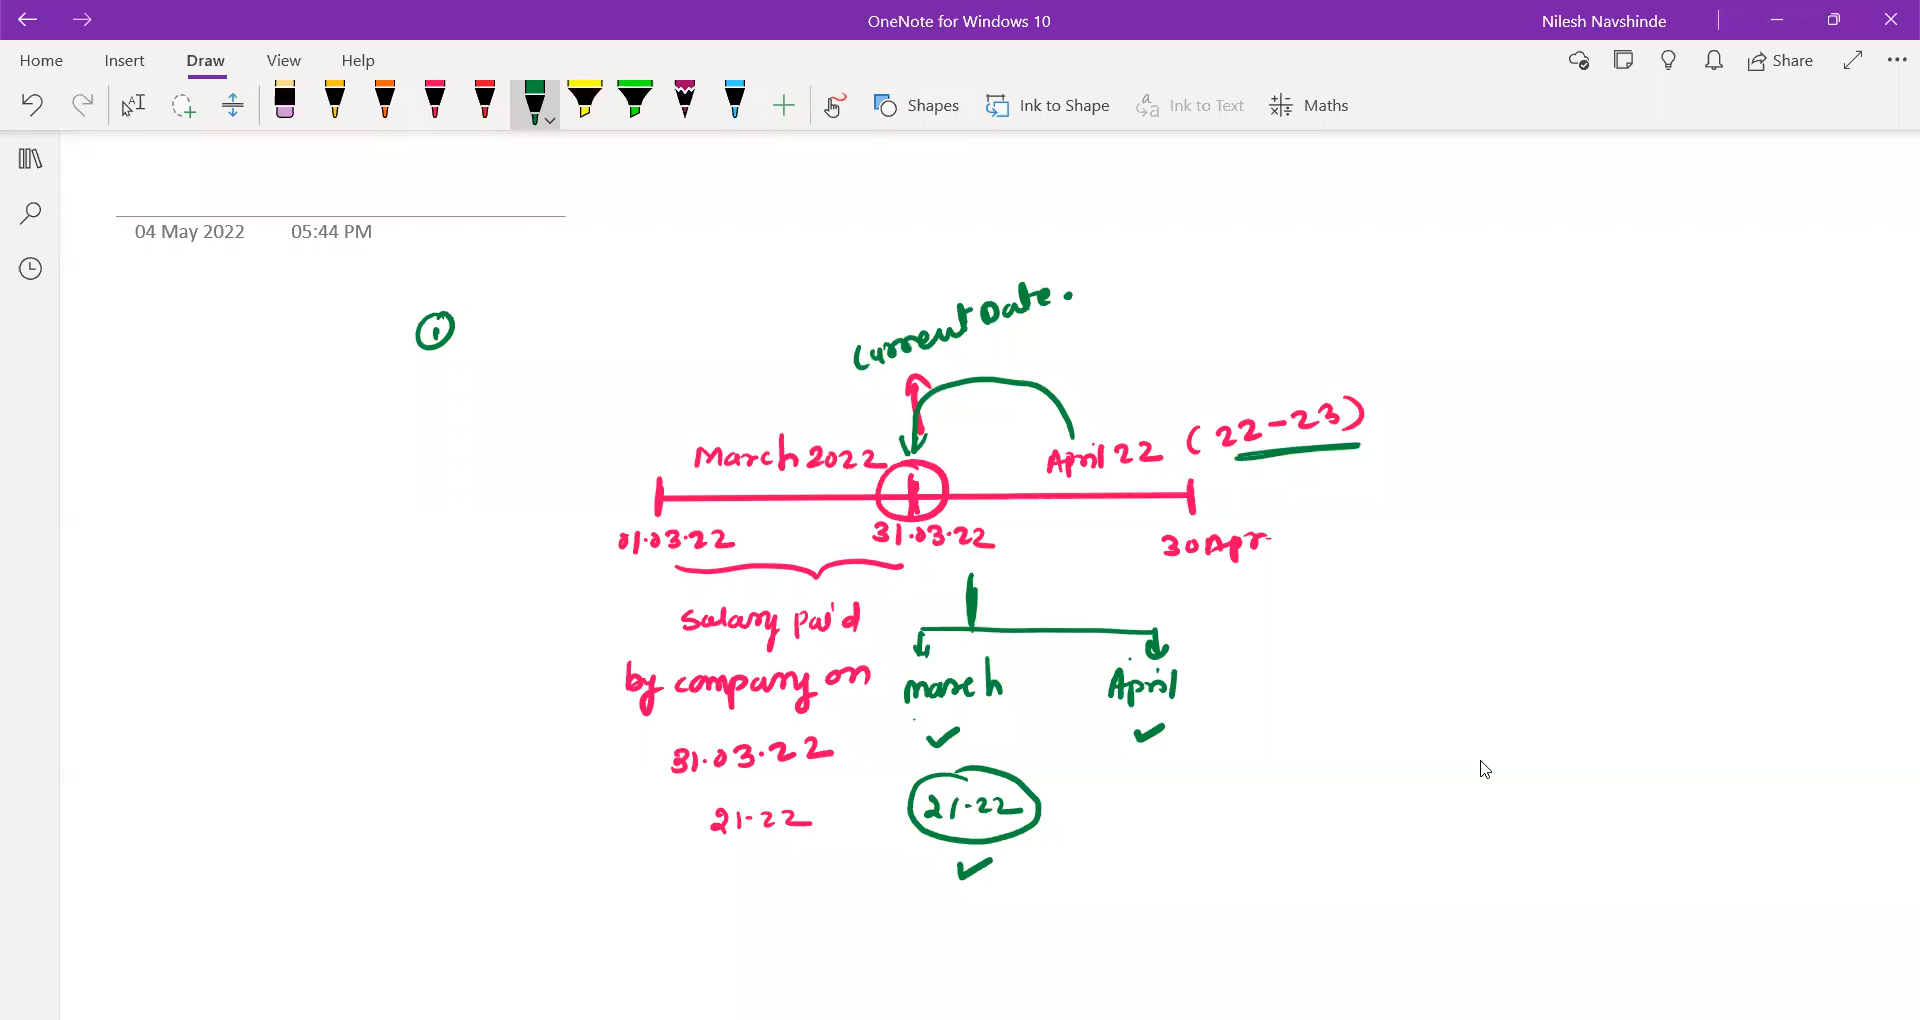 OneNote for Windows 10
Nilesh Navshinde
Home Insert Draw View Help
Share
Shapes Ink to Shape Ink to Text Maths
04 May 2022 05:44 PM
1
Current Date.
March 2022 April 22 (22-23)
01.03.22 31.03.22 30 Apr
salary paid
by company on
march April
31.03.22
21-22
21-22